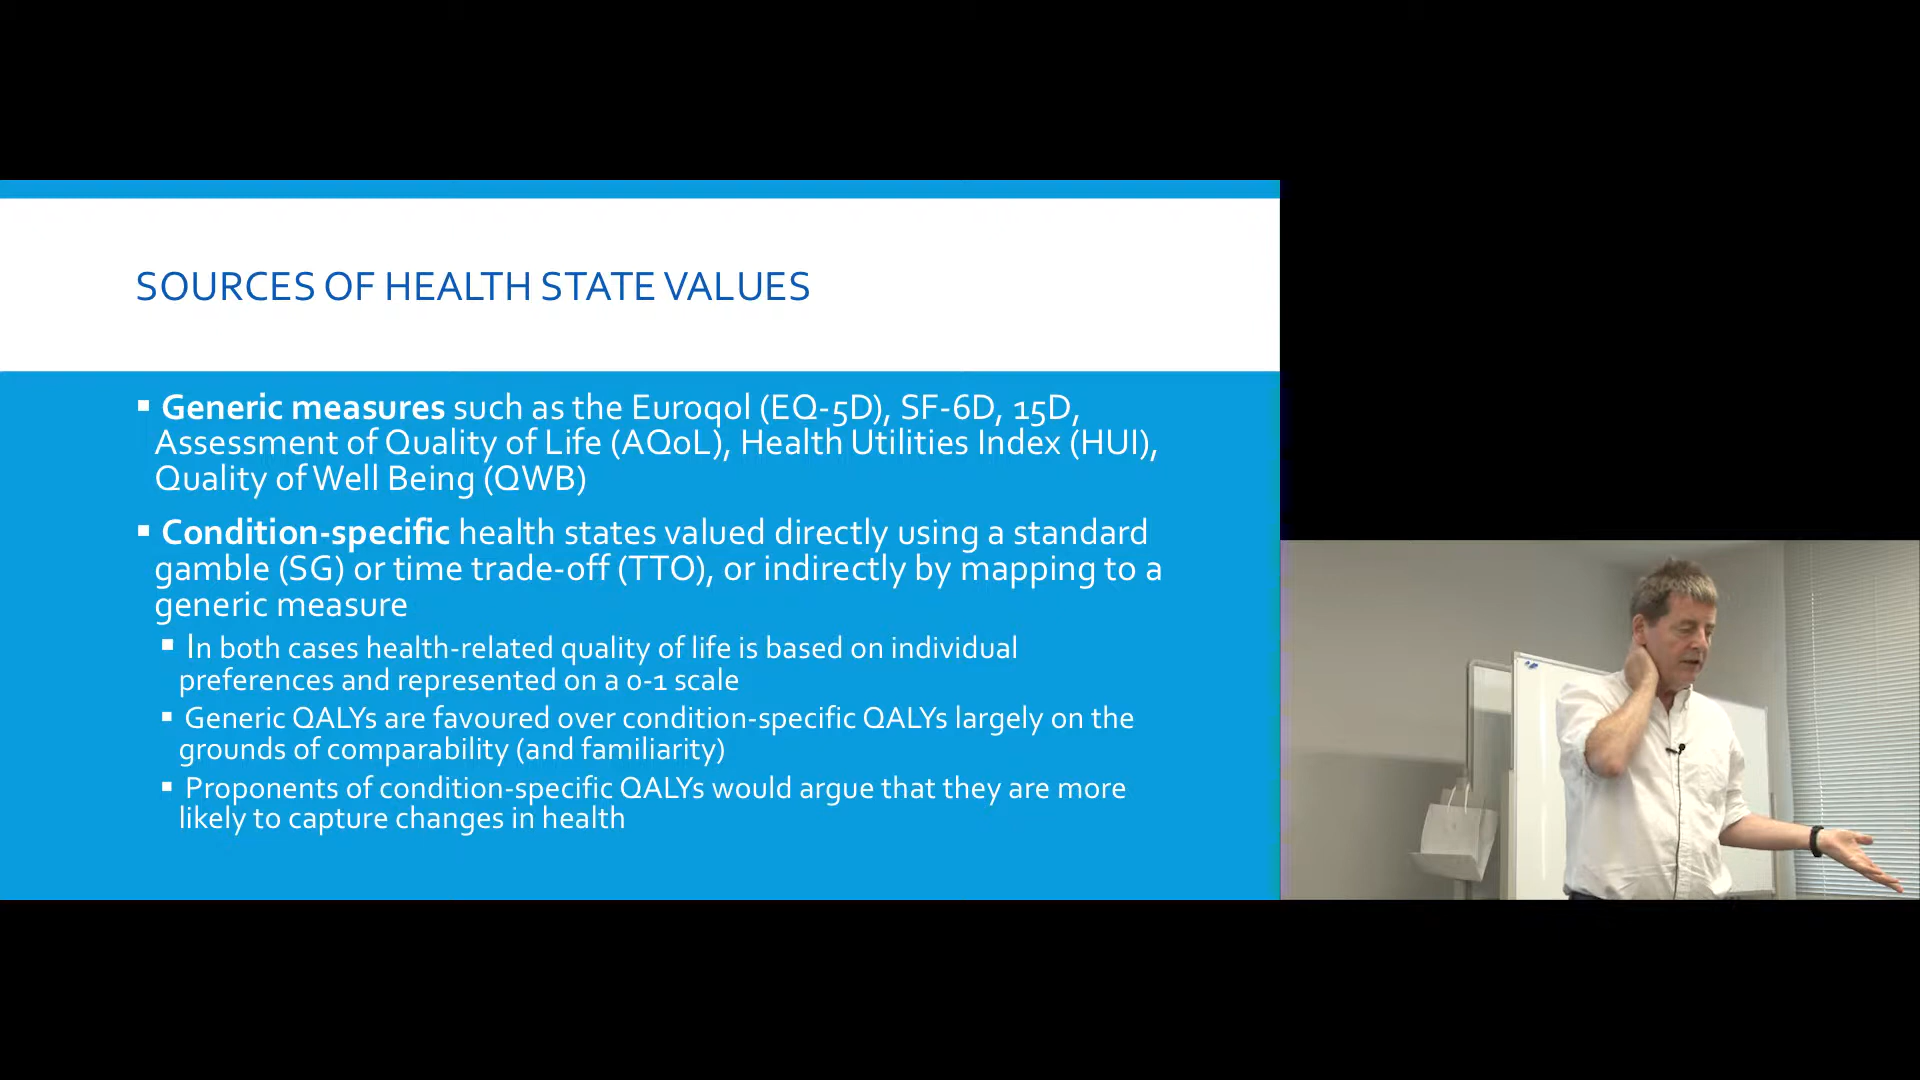 SOURCES OF HEALTH STATE VALUES
▪ Generic measures such as the Euroqol (EQ-5D), SF-6D, 15D,
Assessment of Quality of Life (AQoL), Health Utilities Index (HUI),
Quality of Well Being (QWB)
▪ Condition-specific health states valued directly using a standard
gamble (SG) or time trade-off (TTO), or indirectly by mapping to a
generic measure
▪ In both cases health-related quality of life is based on individual
preferences and represented on a 0-1 scale
▪ Generic QALYs are favoured over condition-specific QALYs largely on the
grounds of comparability (and familiarity)
▪ Proponents of condition-specific QALYs would argue that they are more
likely to capture changes in health